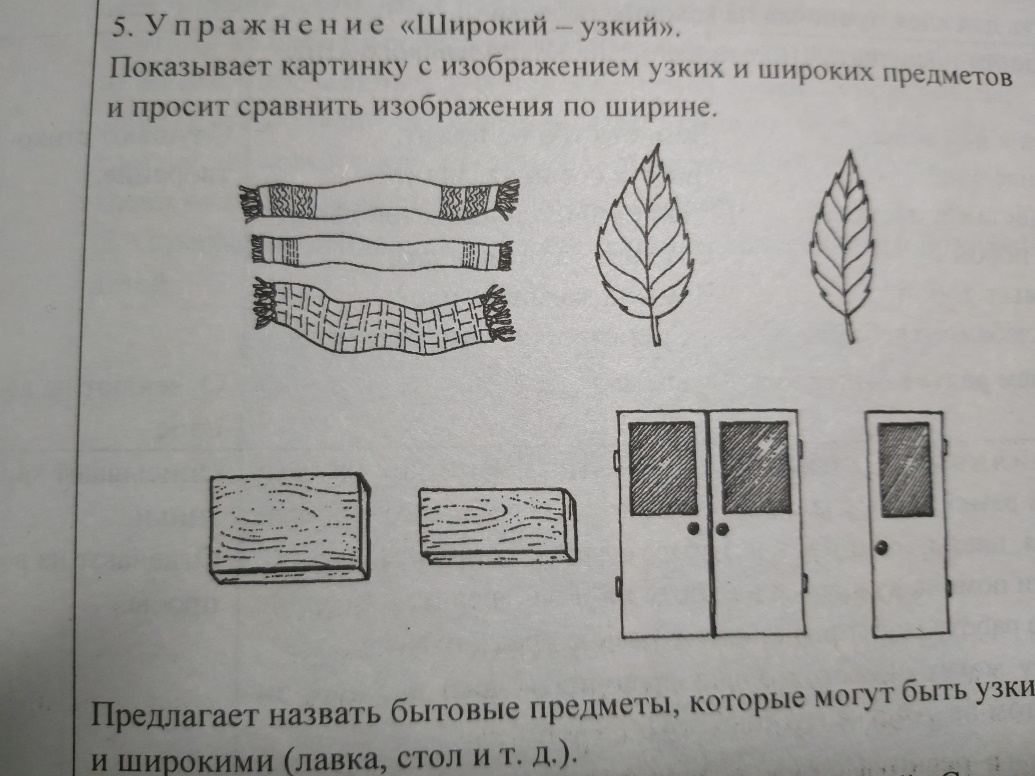 5. Упражнение «Широкий – узкий».
Показывает картинку с изображением узких и широких предметов
и просит сравнить изображения по ширине.
Предлагает назвать бытовые предметы, которые могут быть узки
и широкими (лавка, стол и т. д.).